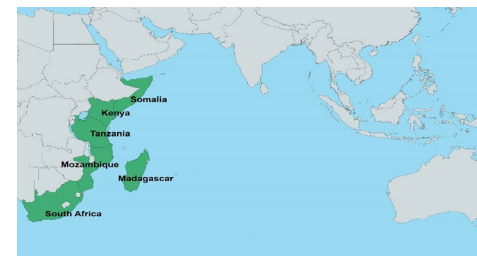 Somalia
Kenya
Tanzania
Mozambique
Madagascar
South Africa